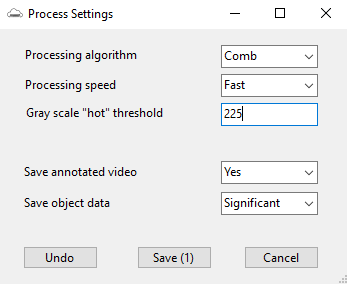 Process Settings
Processing algorithm Comb
Processing speed Fast
Gray scale "hot" threshold 225
Save annotated video Yes
Save object data Significant
Undo Save (1) Cancel